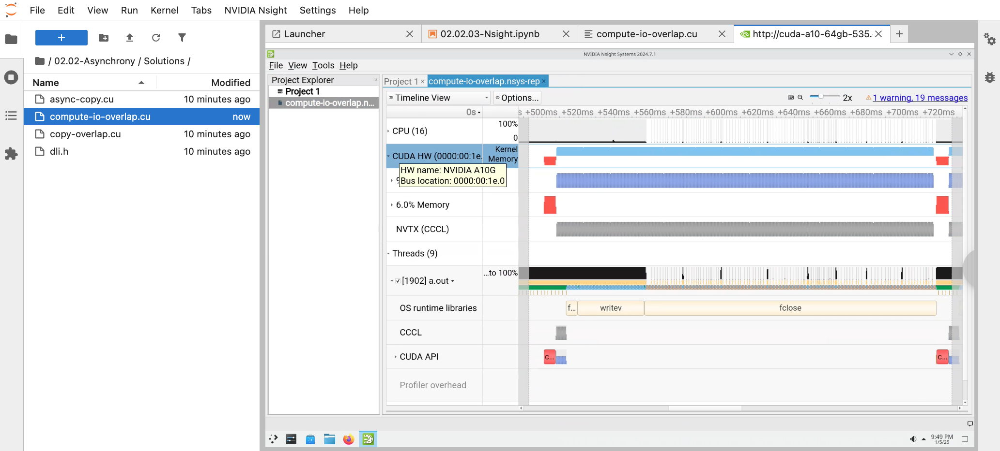 File Edit View Run Kernel Tabs NVIDIA Nsight Settings Help
Launcher
02.02.03-Nsight.ipynb
compute-io-overlap.cu
http://cuda-a10-64gb-535.
/ 02.02-Asynchrony / Solutions /
Name Modified
async-copy.cu 10 minutes ago
compute-io-overlap.cu now
copy-overlap.cu 10 minutes ago
dli.h 10 minutes ago
NVIDIA Nsight Systems 2024.7.1
File View Tools Help
Project Explorer
Project 1
compute-io-overlap.n...
Project 1
compute-io-overlap.nsys-rep
Timeline View
Options...
2x
1 warning, 19 messages
0s
s +500ms +520ms +540ms +560ms +580ms +600ms +620ms +640ms +660ms +680ms +700ms +720ms
CPU (16)
100%
0
CUDA HW (0000:00:1e.
Kernel
Memory
HW name: NVIDIA A10G
Bus location: 0000:00:1e.0
6.0% Memory
NVTX (CCCL)
Threads (9)
[1902] a.out
...to 100%
OS runtime libraries
f...
writev
fclose
CCCL
CUDA API
c...
c...
Profiler overhead
9:49 PM
1/5/25